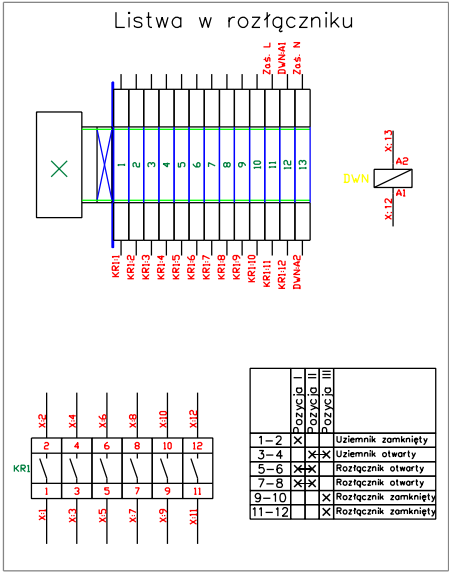 Listwa w rozłączniku
Zaś. L
DWN:A1
Zaś. N
X
1 2 3 4 5 6 7 8 9 10 11 12 13
KR1:1
KR1:2
KR1:3
KR1:4
KR1:5
KR1:6
KR1:7
KR1:8
KR1:9
KR1:10
KR1:11
KR1:12
DWN:A2
X:13
A2
DWN
A1
X:12
X:2
X:4
X:6
X:8
X:10
X:12
2 4 6 8 10 12
KR1
1 3 5 7 9 11
X:1
X:3
X:5
X:7
X:9
X:11
Pozycja I
Pozycja II
Pozycja III
1-2 X Uziemnik zamknięty
3-4 X X Uziemnik otwarty
5-6 X X Rozłącznik otwarty
7-8 X X Rozłącznik otwarty
9-10 X Rozłącznik zamknięty
11-12 X Rozłącznik zamknięty